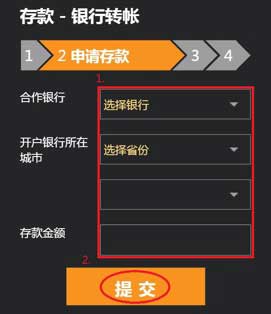 存款 - 银行转帐
1 2 申请存款 3 4
1.
合作银行 选择银行
开户银行所在城市 选择省份
存款金额
2.
提 交